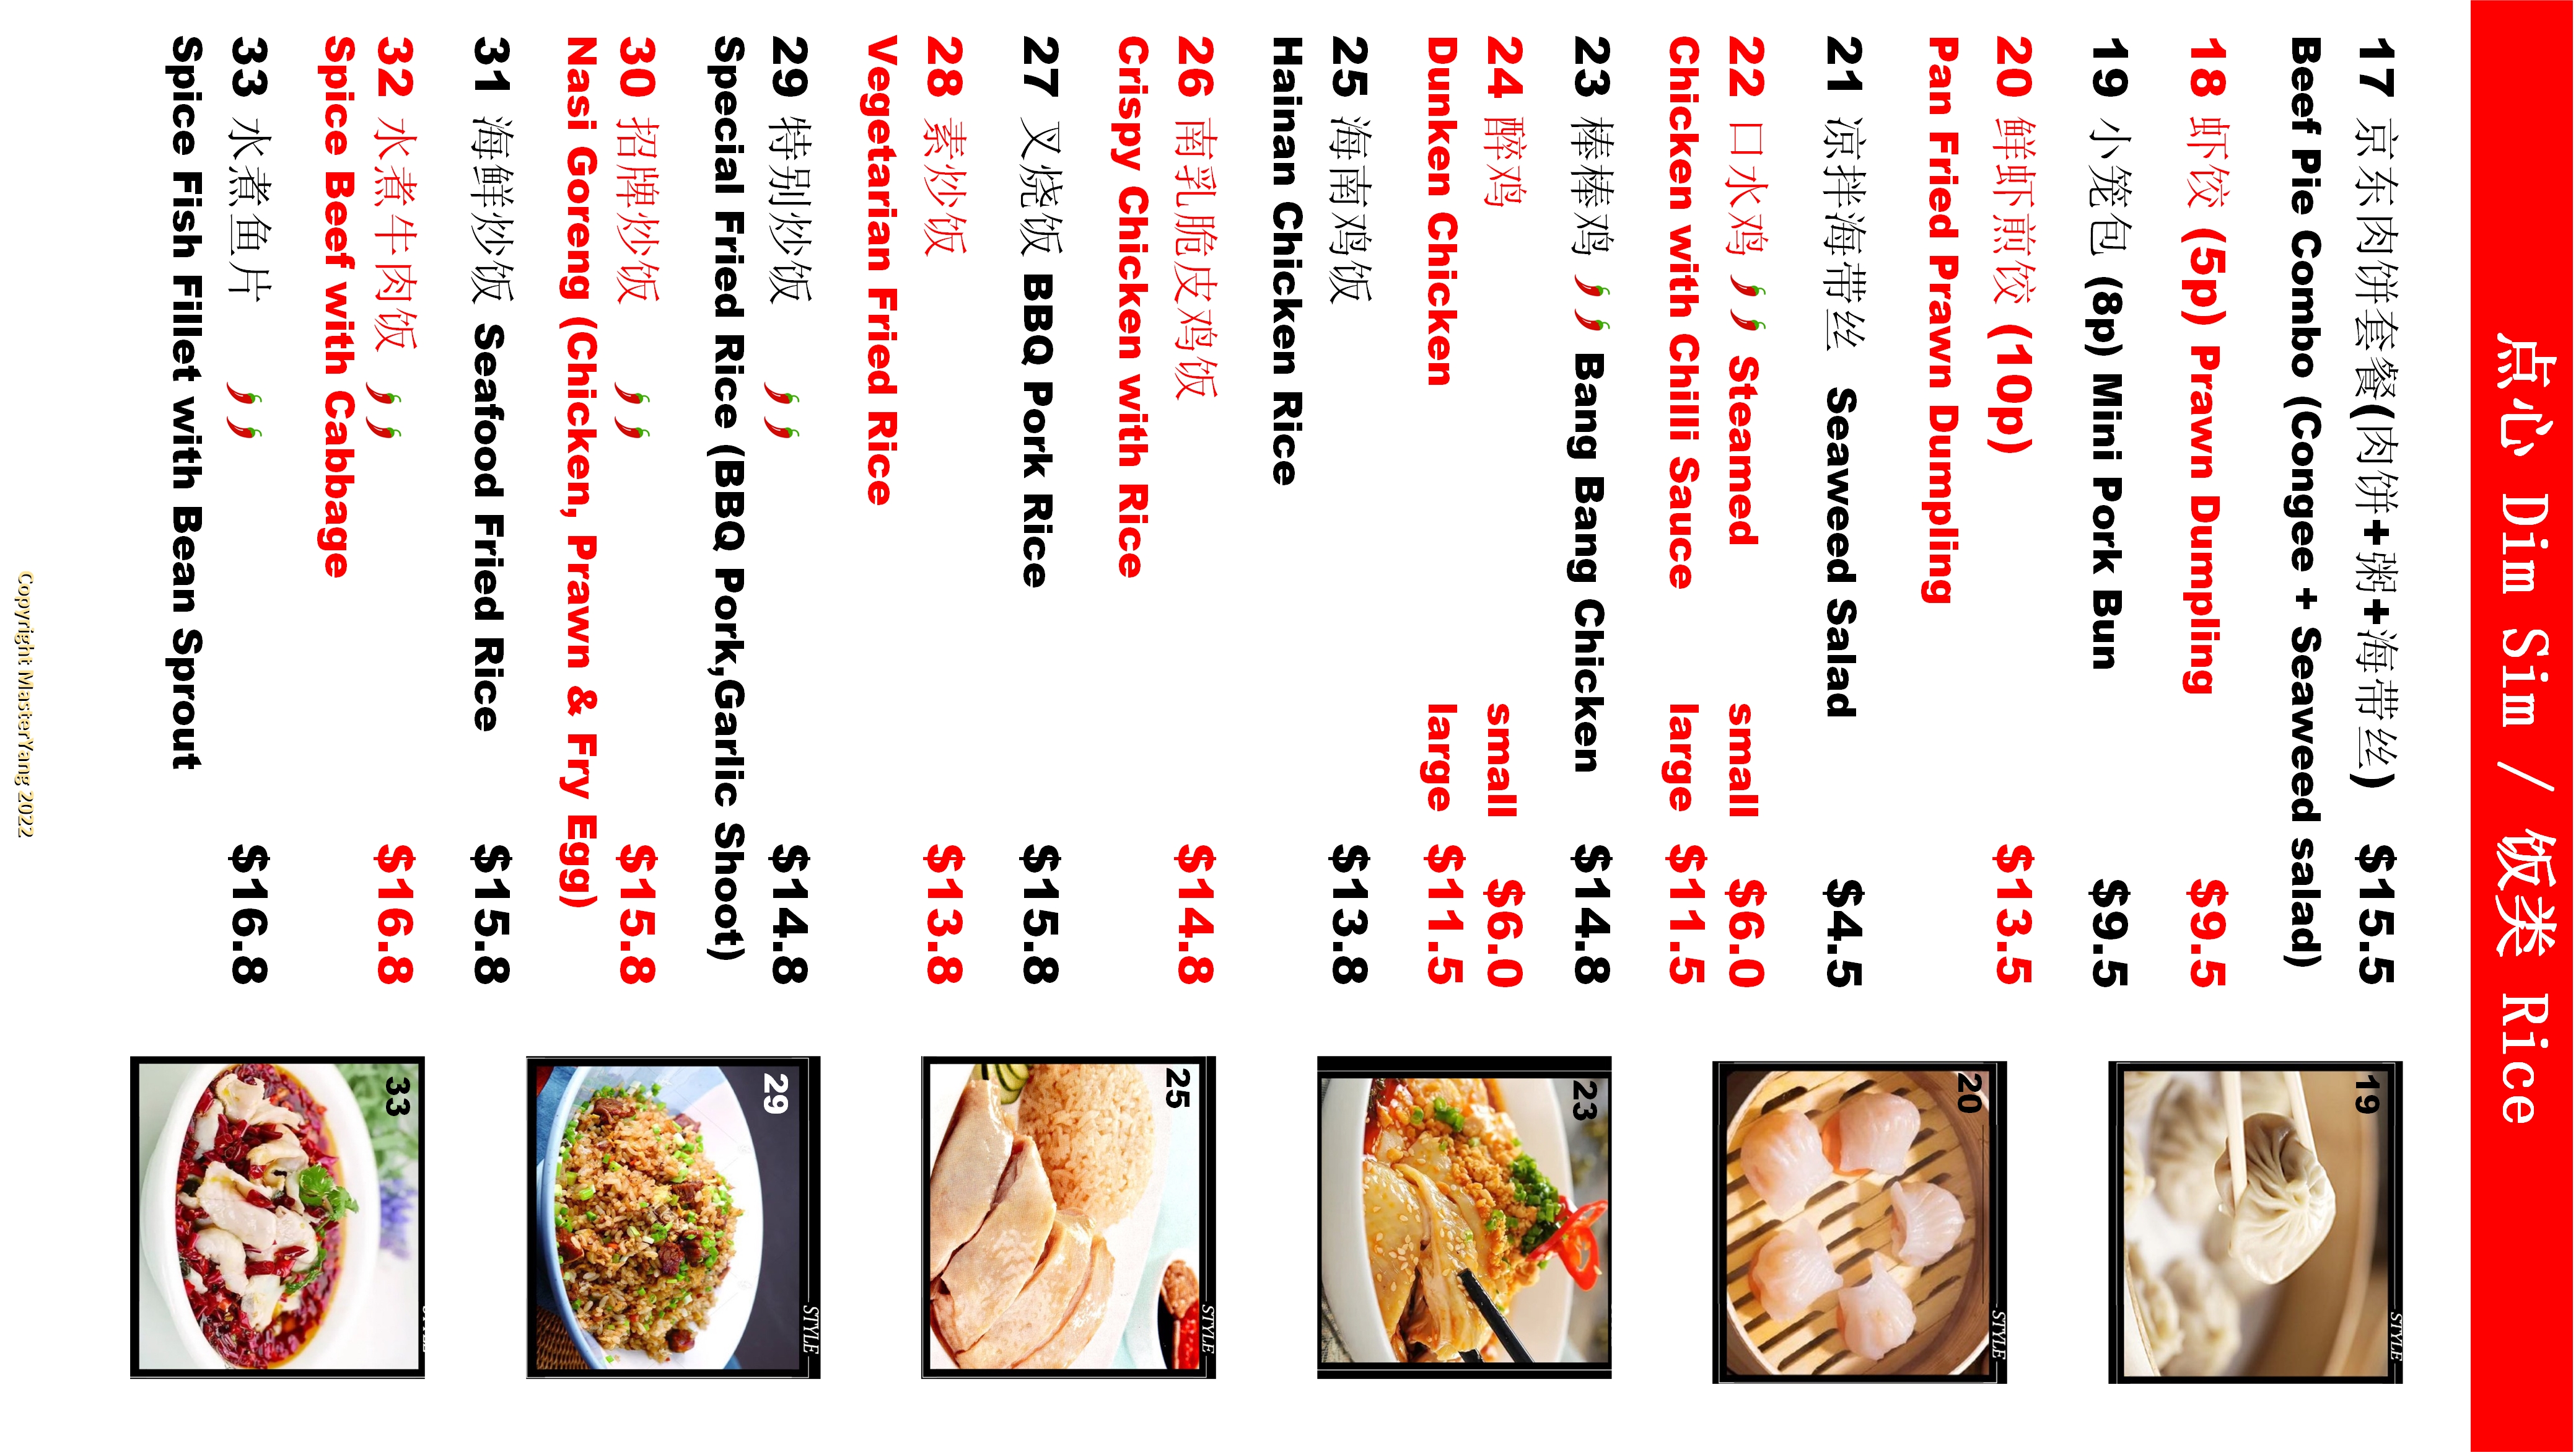 点心 Dim Sim / 饭类 Rice
17 京东肉饼套餐(肉饼+粥+海带丝) $15.5
Beef Pie Combo (Congee + Seaweed salad)
18 虾饺 (5p) Prawn Dumpling $9.5
19 小笼包 (8p) Mini Pork Bun $9.5
20 鲜虾煎饺 (10p) $13.5
Pan Fried Prawn Dumpling
21 凉拌海带丝 Seaweed Salad $4.5
22 口水鸡 Steamed small $6.0
Chicken with Chilli Sauce large $11.5
23 棒棒鸡 Bang Bang Chicken $14.8
24 醉鸡 small $6.0
Dunken Chicken large $11.5
25 海南鸡饭 $13.8
Hainan Chicken Rice
26 南乳脆皮鸡饭 $14.8
Crispy Chicken with Rice
27 叉烧饭 BBQ Pork Rice $15.8
28 素炒饭 $13.8
Vegetarian Fried Rice
29 特别炒饭 $14.8
Special Fried Rice (BBQ Pork,Garlic Shoot)
30 招牌炒饭 $15.8
Nasi Goreng (Chicken, Prawn & Fry Egg)
31 海鲜炒饭 Seafood Fried Rice $15.8
32 水煮牛肉饭 $16.8
Spice Beef with Cabbage
33 水煮鱼片 $16.8
Spice Fish Fillet with Bean Sprout
19
STYLE
20
STYLE
23
25
STYLE
29
STYLE
33
Copyright MasterYang 2022